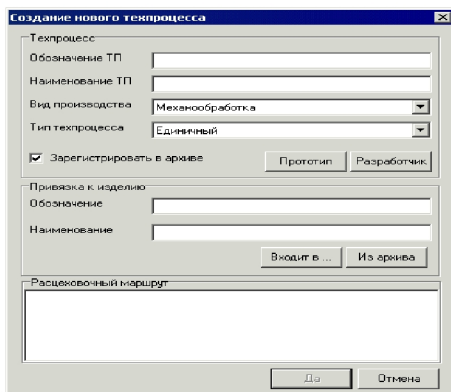 Создание нового техпроцесса
Техпроцесс
Обозначение ТП
Наименование ТП
Вид производства Механообработка
Тип техпроцесса Единичный
Зарегистрировать в архиве Прототип Разработчик
Привязка к изделию
Обозначение
Наименование
Входит в ... Из архива
Расцеховочный маршрут
Да Отмена